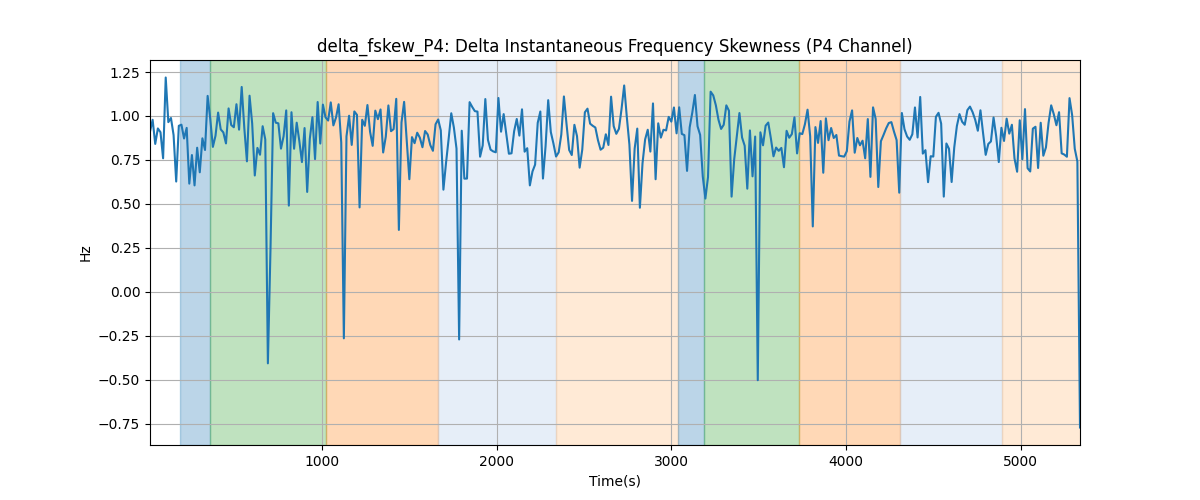 delta_fskew_P4: Delta Instantaneous Frequency Skewness (P4 Channel)
1.25
1.00
0.75
0.50
0.25
0.00
−0.25
−0.50
−0.75
Hz
1000 2000 3000 4000 5000
Time(s)